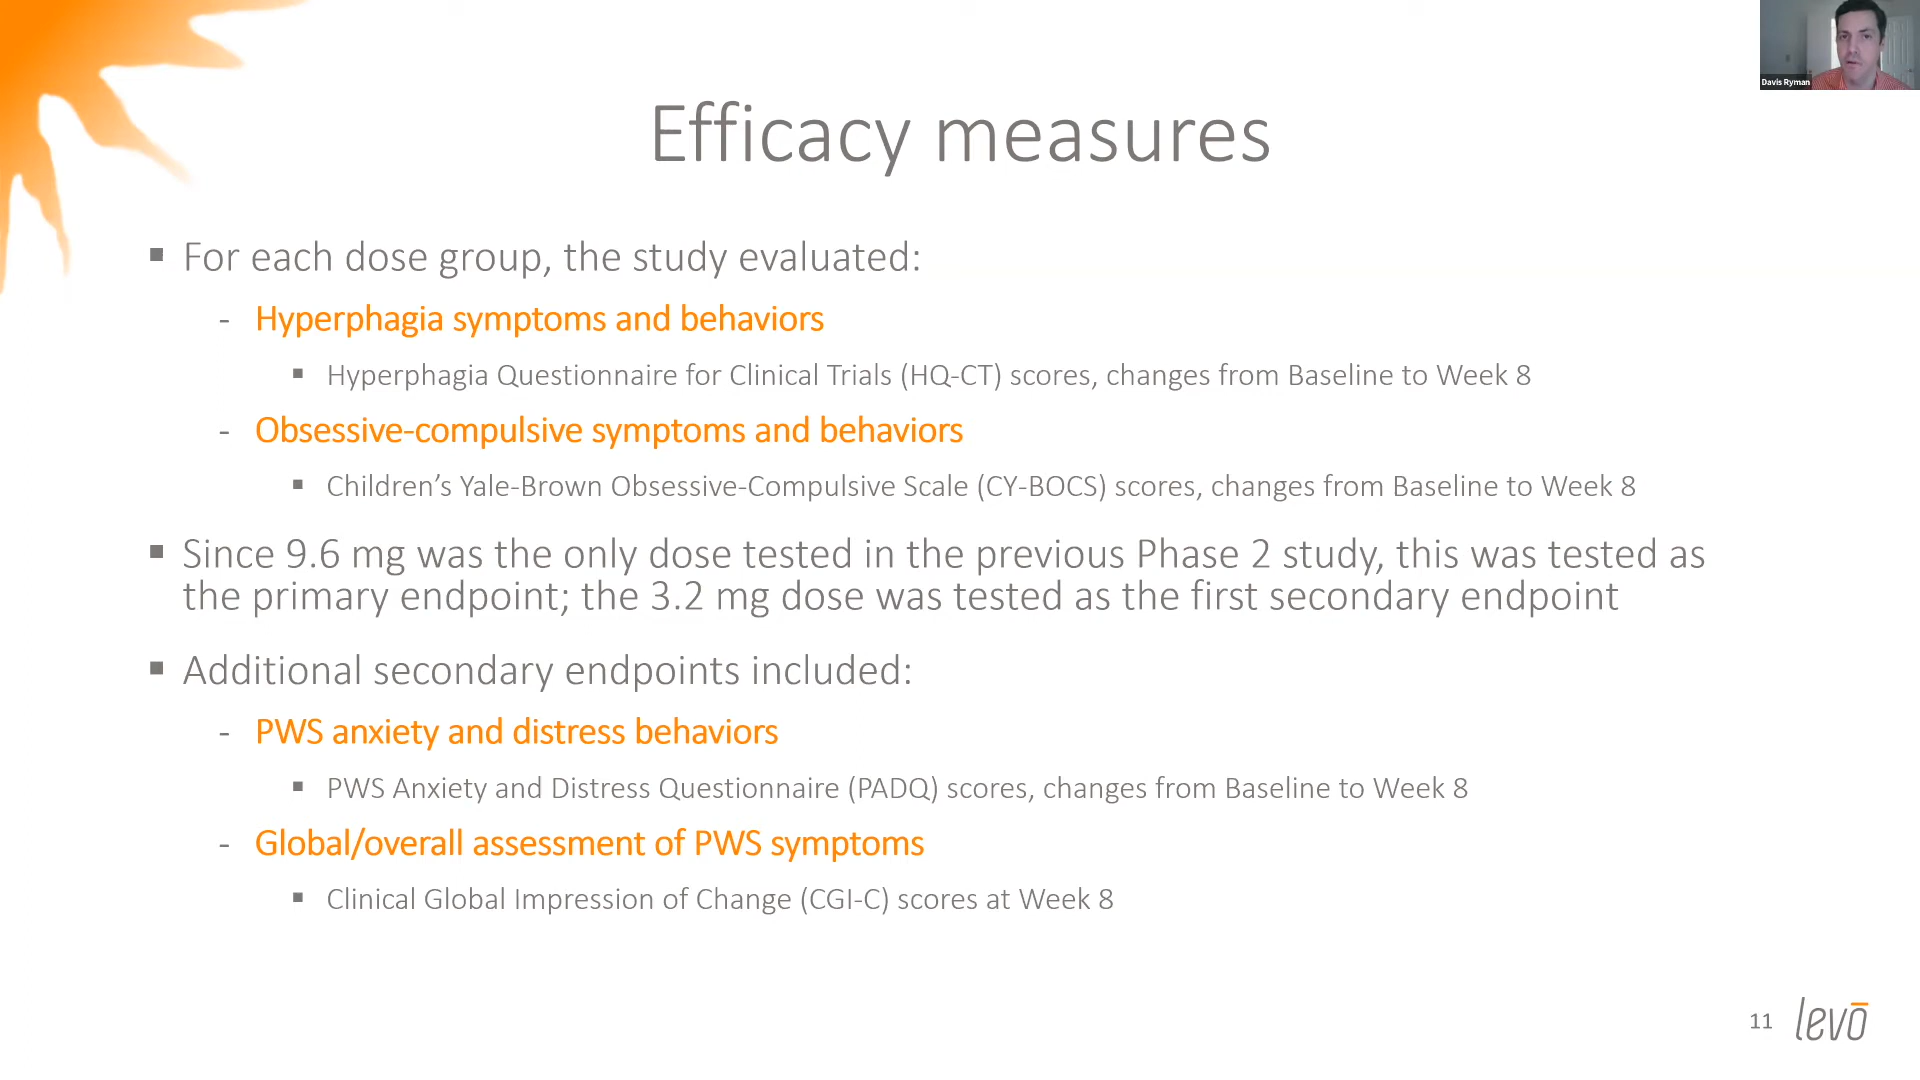 Davis Ryman
Efficacy measures
▪ For each dose group, the study evaluated:
- Hyperphagia symptoms and behaviors
▪ Hyperphagia Questionnaire for Clinical Trials (HQ-CT) scores, changes from Baseline to Week 8
- Obsessive-compulsive symptoms and behaviors
▪ Children’s Yale-Brown Obsessive-Compulsive Scale (CY-BOCS) scores, changes from Baseline to Week 8
▪ Since 9.6 mg was the only dose tested in the previous Phase 2 study, this was tested as
the primary endpoint; the 3.2 mg dose was tested as the first secondary endpoint
▪ Additional secondary endpoints included:
- PWS anxiety and distress behaviors
▪ PWS Anxiety and Distress Questionnaire (PADQ) scores, changes from Baseline to Week 8
- Global/overall assessment of PWS symptoms
▪ Clinical Global Impression of Change (CGI-C) scores at Week 8
11 levō